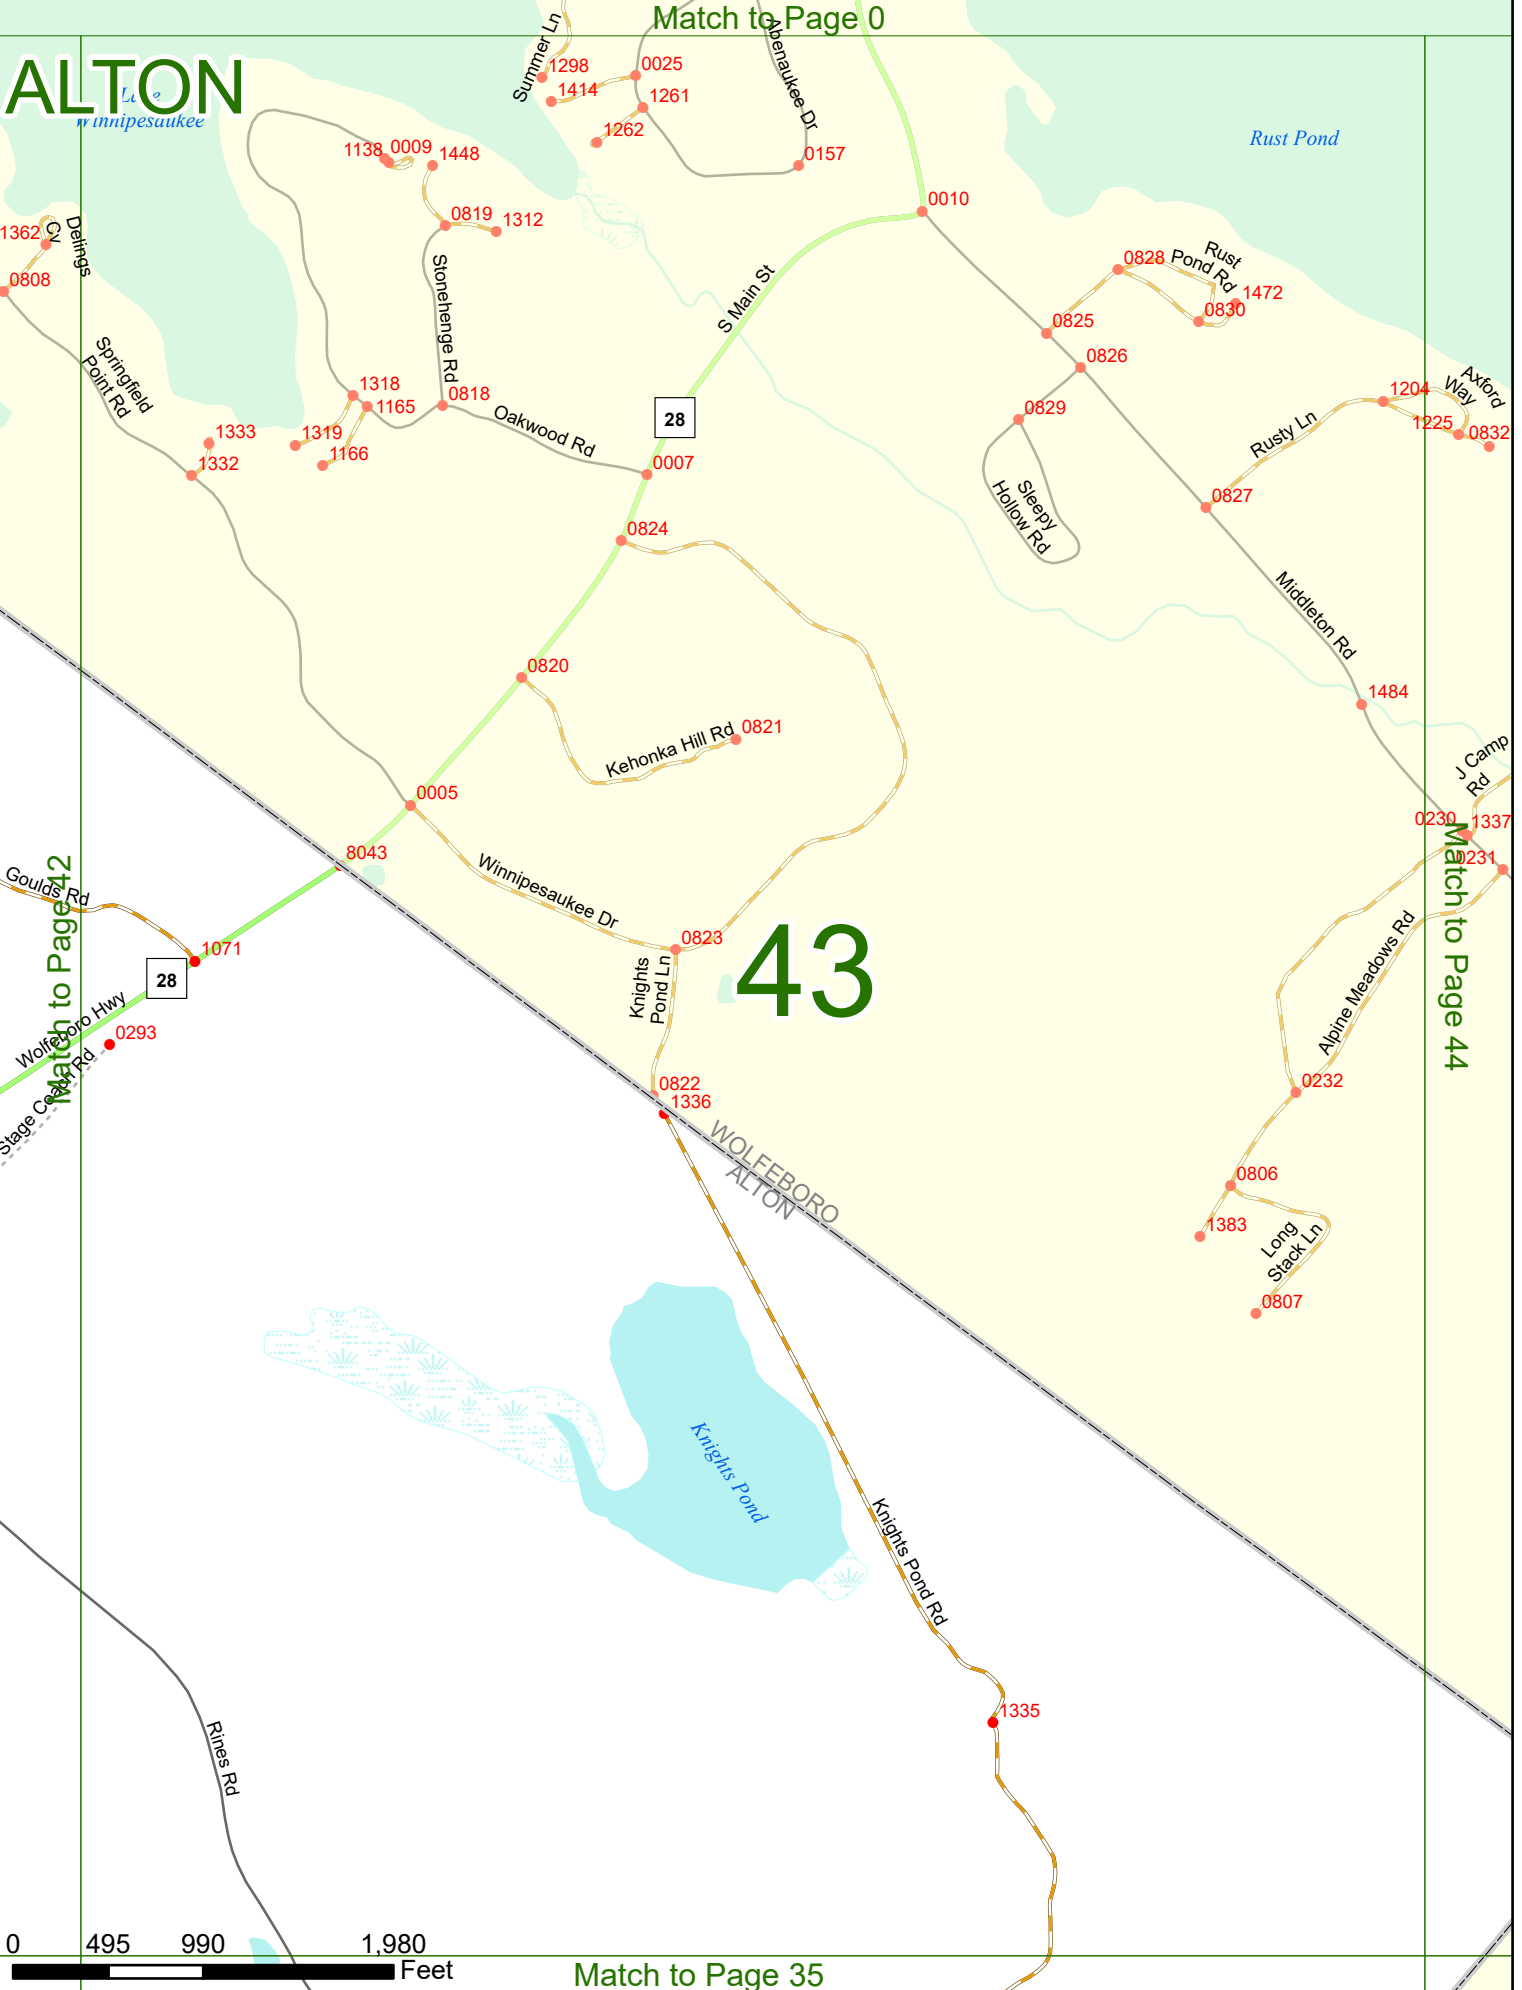 Match to Page 0
ALTON
Lake
Winnipesaukee
Summer Ln
Abenaukee Dr
1298
0025
1414
1261
1262
0157
Rust Pond
1138
0009
1448
0819
1312
0010
1362
Delings
Cv
0808
Stonehenge Rd
S Main St
Rust
Pond Rd
0828
1472
0830
0825
0826
Springfield
Point Rd
1318
1165
0818
Oakwood Rd
28
0829
1204
Axford
Way
1225
0832
Rusty Ln
1333
1319
1166
1332
0007
0827
Sleepy
Hollow Rd
0824
Middleton Rd
0820
1484
Kehonka Hill Rd
0821
J Camp
Rd
0005
0230
1337
8043
0231
Goulds Rd
Match to Page 42
Winnipesaukee Dr
Match to Page 44
Alpine Meadows Rd
1071
28
0823
Knights
Pond Ln
43
Wolfeboro Hwy
0293
Stage Coach Rd
0822
1336
0232
WOLFEBORO
ALTON
0806
1383
Long
Stack Ln
0807
Knights Pond
Knights Pond Rd
1335
Rines Rd
0 495 990 1,980
Feet
Match to Page 35